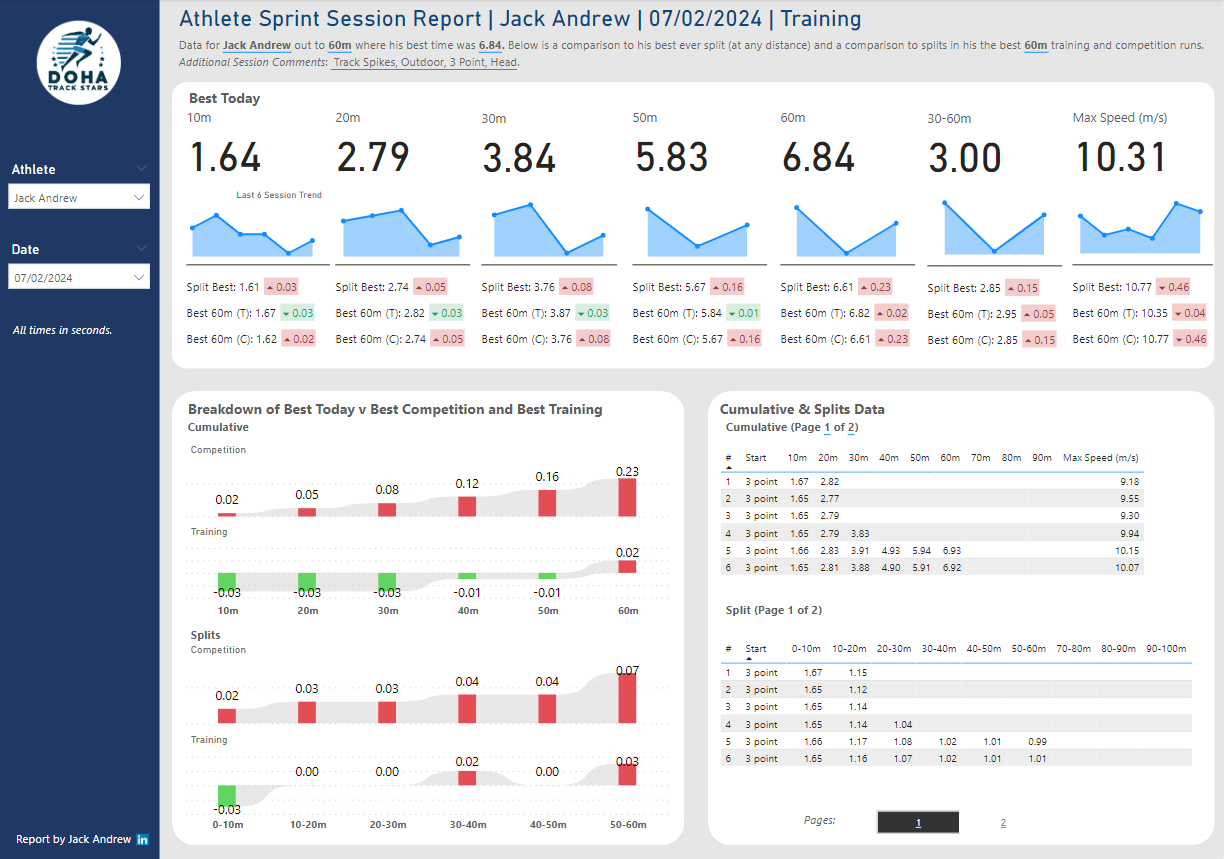 DOHA
TRACK STARS
Athlete
Jack Andrew
Date
07/02/2024
All times in seconds.
Report by Jack Andrew in
Athlete Sprint Session Report | Jack Andrew | 07/02/2024 | Training
Data for Jack Andrew out to 60m where his best time was 6.84. Below is a comparison to his best ever split (at any distance) and a comparison to splits in his the best 60m training and competition runs.
Additional Session Comments: Track Spikes, Outdoor, 3 Point, Head.
Best Today
10m 20m 30m 50m 60m 30-60m Max Speed (m/s)
1.64 2.79 3.84 5.83 6.84 3.00 10.31
Last 6 Session Trend
Split Best: 1.61 ▲ 0.03 Split Best: 2.74 ▲ 0.05 Split Best: 3.76 ▲ 0.08 Split Best: 5.67 ▲ 0.16 Split Best: 6.61 ▲ 0.23 Split Best: 2.85 ▲ 0.15 Split Best: 10.77 ▼ 0.46
Best 60m (T): 1.67 ▼ 0.03 Best 60m (T): 2.82 ▼ 0.03 Best 60m (T): 3.87 ▼ 0.03 Best 60m (T): 5.84 ▼ 0.01 Best 60m (T): 6.82 ▲ 0.02 Best 60m (T): 2.95 ▲ 0.05 Best 60m (T): 10.35 ▼ 0.04
Best 60m (C): 1.62 ▲ 0.02 Best 60m (C): 2.74 ▲ 0.05 Best 60m (C): 3.76 ▲ 0.08 Best 60m (C): 5.67 ▲ 0.16 Best 60m (C): 6.61 ▲ 0.23 Best 60m (C): 2.85 ▲ 0.15 Best 60m (C): 10.77 ▼ 0.46
Breakdown of Best Today v Best Competition and Best Training
Cumulative
Competition
0.02 0.05 0.08 0.12 0.16 0.23
Training
-0.03 -0.03 -0.03 -0.01 -0.01 0.02
10m 20m 30m 40m 50m 60m
Splits
Competition
0.02 0.03 0.03 0.04 0.04 0.07
Training
-0.03 0.00 0.00 0.02 0.00 0.03
0-10m 10-20m 20-30m 30-40m 40-50m 50-60m
Cumulative & Splits Data
Cumulative (Page 1 of 2)
# Start 10m 20m 30m 40m 50m 60m 70m 80m 90m Max Speed (m/s)
1 3 point 1.67 2.82 9.18
2 3 point 1.65 2.77 9.55
3 3 point 1.65 2.79 9.30
4 3 point 1.65 2.79 3.83 9.94
5 3 point 1.66 2.83 3.91 4.93 5.94 6.93 10.15
6 3 point 1.65 2.81 3.88 4.90 5.91 6.92 10.07
Split (Page 1 of 2)
# Start 0-10m 10-20m 20-30m 30-40m 40-50m 50-60m 70-80m 80-90m 90-100m
1 3 point 1.67 1.15
2 3 point 1.65 1.12
3 3 point 1.65 1.14
4 3 point 1.65 1.14 1.04
5 3 point 1.66 1.17 1.08 1.02 1.01 0.99
6 3 point 1.65 1.16 1.07 1.02 1.01 1.01
Pages: 1 2